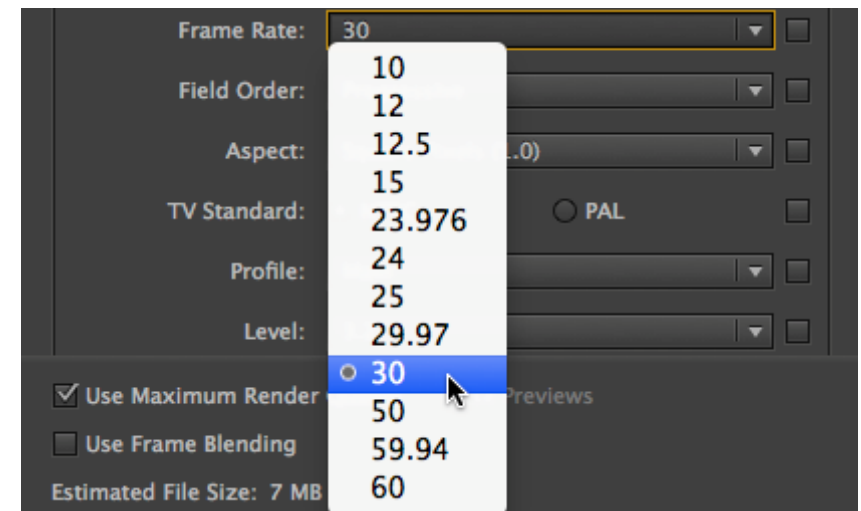 Frame Rate: 30
10
Field Order:
12
Aspect: 12.5 .0)
15
TV Standard: 23.976 PAL
24
Profile:
25
Level: 29.97
30
Use Maximum Render Previews
50
Use Frame Blending
59.94
Estimated File Size: 7 MB
60